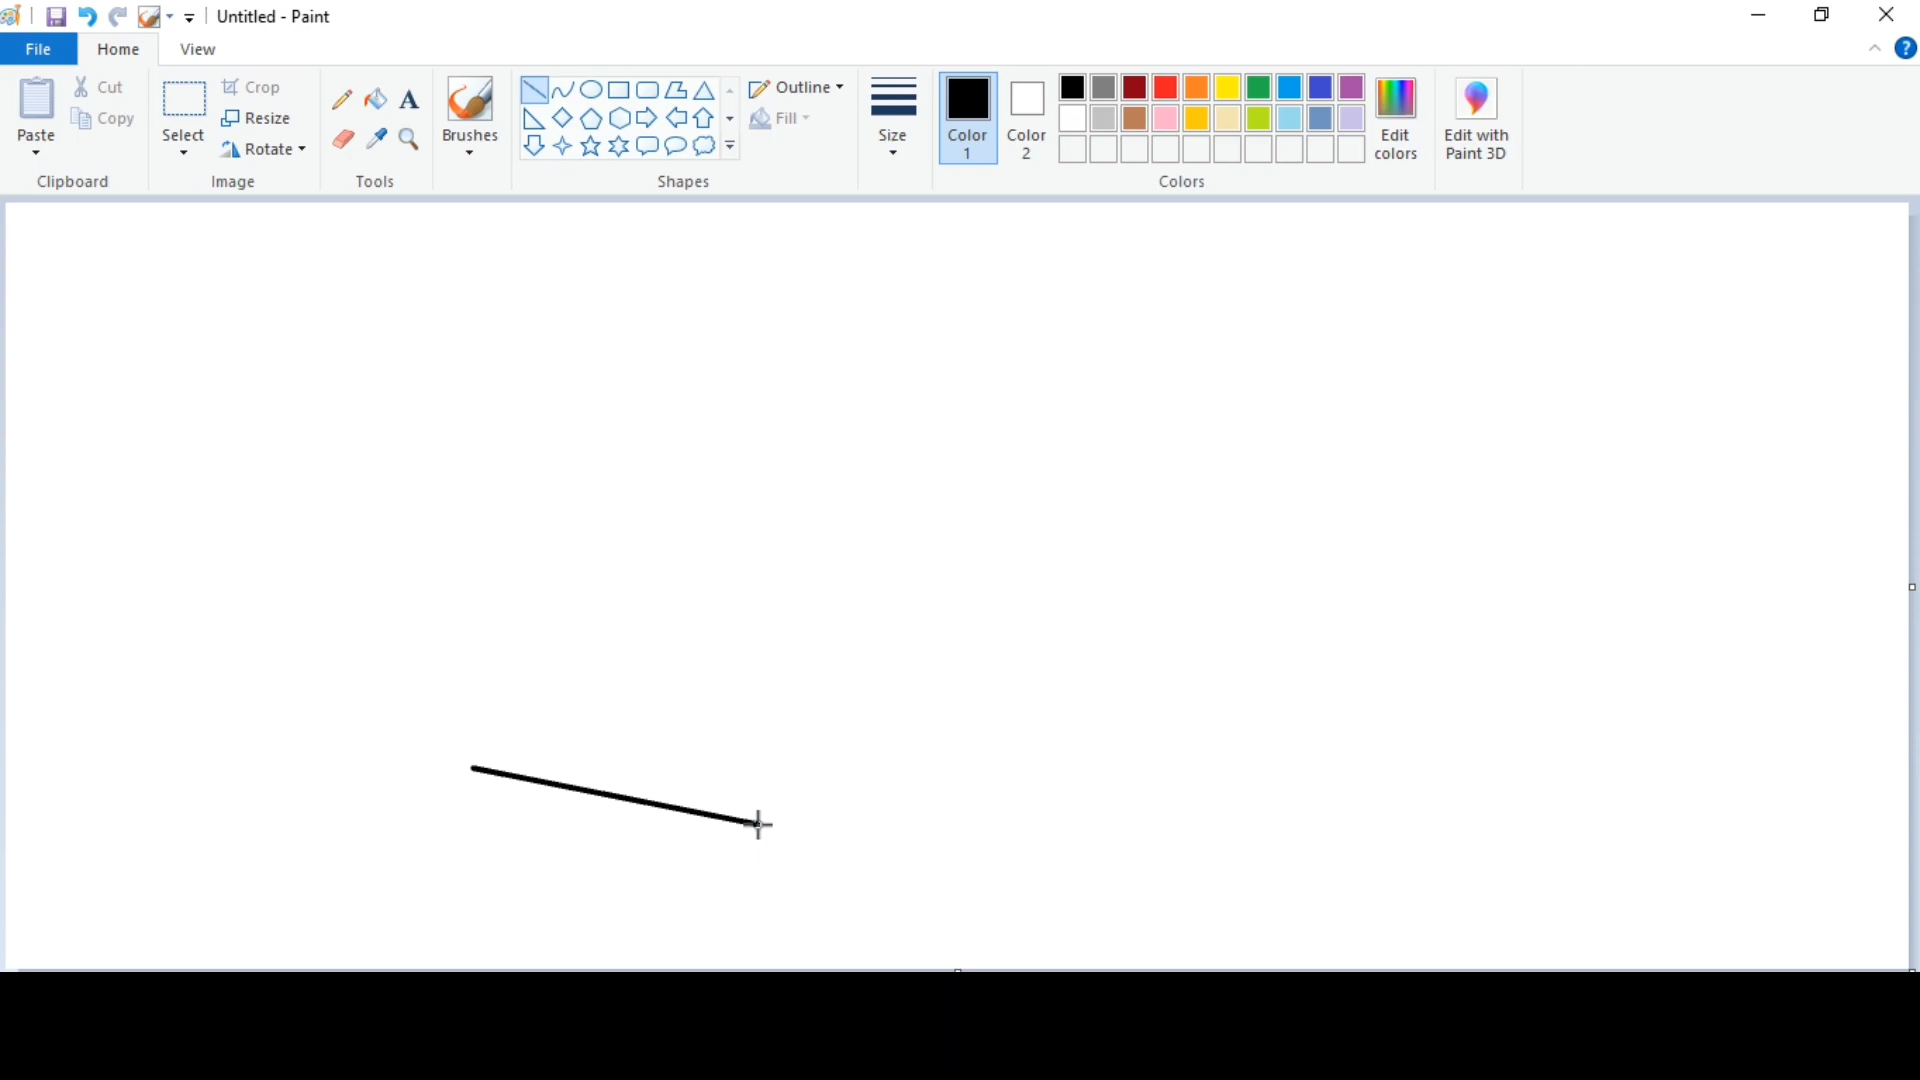 Untitled - Paint
File Home View
Paste
Cut
Copy
Clipboard
Select
Crop
Resize
Rotate
Image
Tools
Brushes
Shapes
Outline
Fill
Size
Color
1
Color
2
Colors
Edit
colors
Edit with
Paint 3D